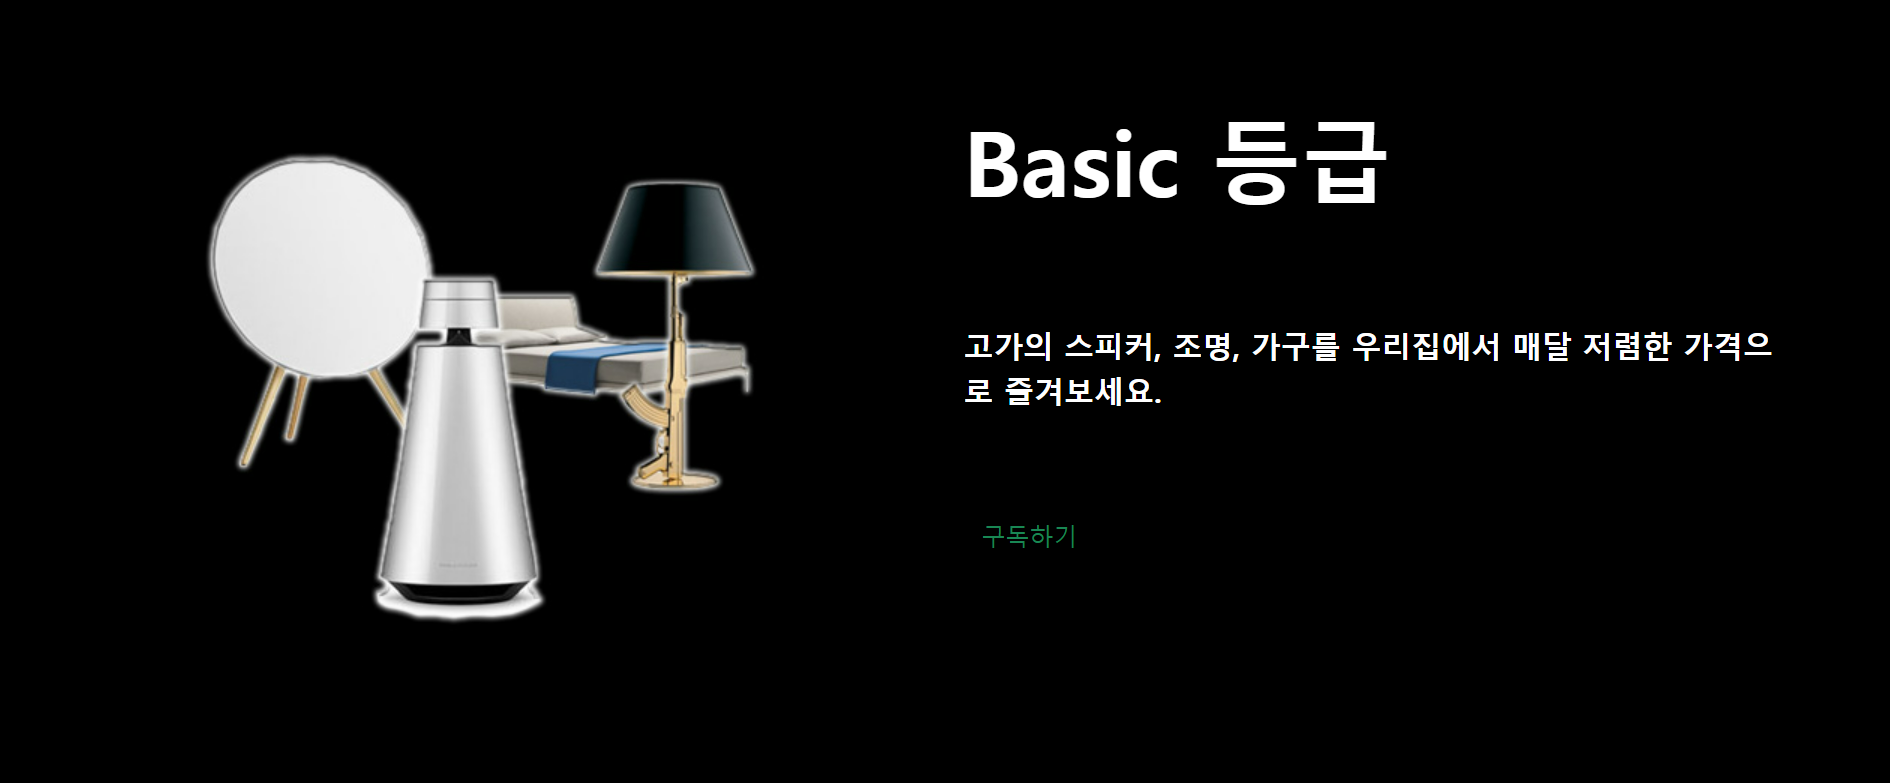 Basic 등급
고가의 스피커, 조명, 가구를 우리집에서 매달 저렴한 가격으
로 즐겨보세요.
구독하기